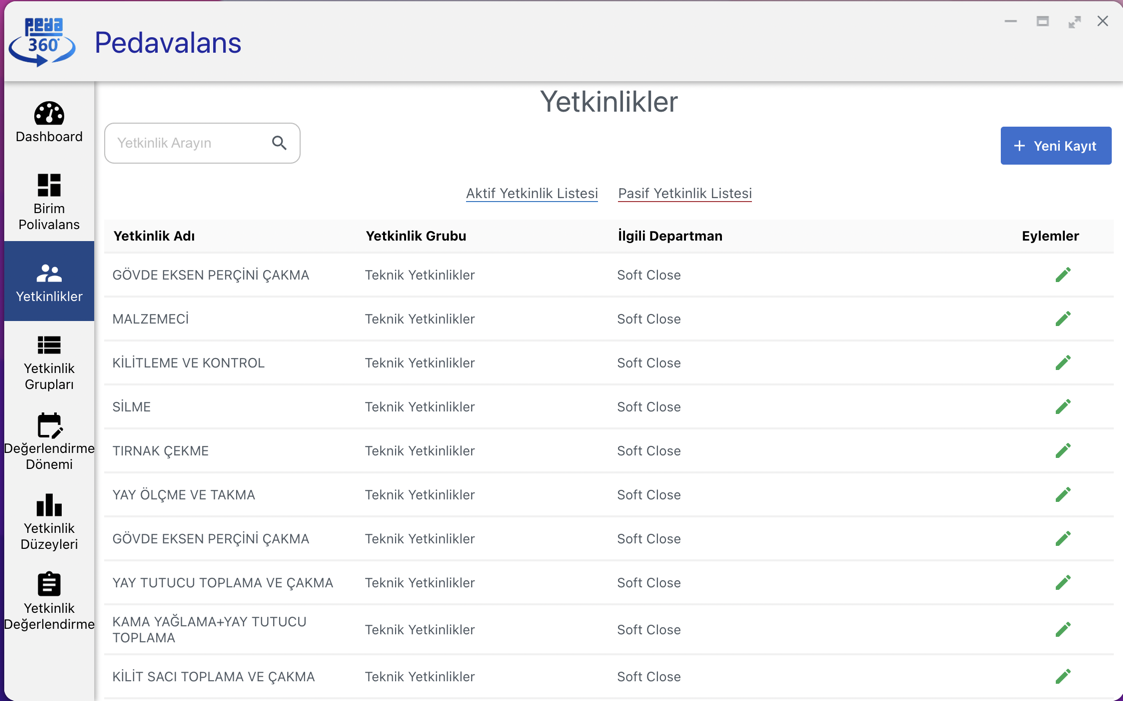 peda
360°
Pedavalans
Dashboard
Birim
Polivalans
Yetkinlikler
Yetkinlik
Grupları
Değerlendirme
Dönemi
Yetkinlik
Düzeyleri
Yetkinlik
Değerlendirme
Yetkinlikler
Yetkinlik Arayın
+ Yeni Kayıt
Aktif Yetkinlik Listesi Pasif Yetkinlik Listesi
Yetkinlik Adı Yetkinlik Grubu İlgili Departman Eylemler
GÖVDE EKSEN PERÇİNİ ÇAKMA Teknik Yetkinlikler Soft Close
MALZEMECİ Teknik Yetkinlikler Soft Close
KİLİTLEME VE KONTROL Teknik Yetkinlikler Soft Close
SİLME Teknik Yetkinlikler Soft Close
TIRNAK ÇEKME Teknik Yetkinlikler Soft Close
YAY ÖLÇME VE TAKMA Teknik Yetkinlikler Soft Close
GÖVDE EKSEN PERÇİNİ ÇAKMA Teknik Yetkinlikler Soft Close
YAY TUTUCU TOPLAMA VE ÇAKMA Teknik Yetkinlikler Soft Close
KAMA YAĞLAMA+YAY TUTUCU
TOPLAMA Teknik Yetkinlikler Soft Close
KİLİT SACI TOPLAMA VE ÇAKMA Teknik Yetkinlikler Soft Close